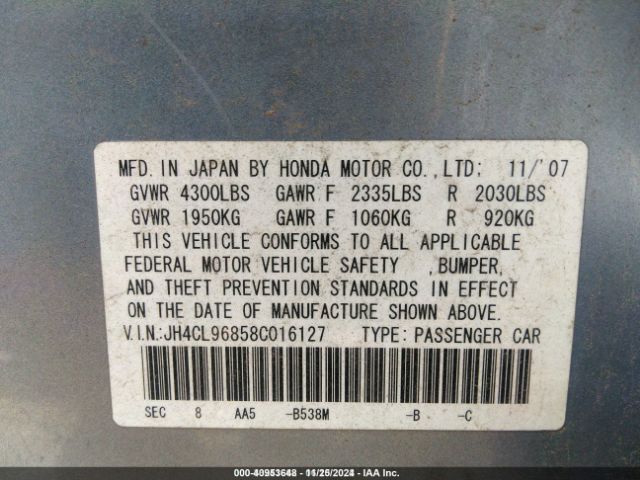 MFD. IN JAPAN BY HONDA MOTOR CO., LTD; 11/'07
GVWR 4300LBS GAWR F 2335LBS R 2030LBS
GVWR 1950KG GAWR F 1060KG R 920KG
THIS VEHICLE CONFORMS TO ALL APPLICABLE
FEDERAL MOTOR VEHICLE SAFETY ,BUMPER,
AND THEFT PREVENTION STANDARDS IN EFFECT
ON THE DATE OF MANUFACTURE SHOWN ABOVE.
V.I.N:JH4CL96858C016127 TYPE: PASSENGER CAR
SEC 8 AA5 -B538M -B -C
IAA Inc.